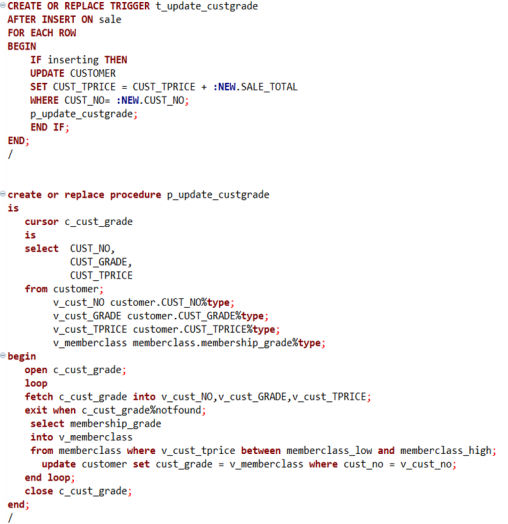 CREATE OR REPLACE TRIGGER t_update_custgrade
AFTER INSERT ON sale
FOR EACH ROW
BEGIN
    IF inserting THEN
    UPDATE CUSTOMER
    SET CUST_TPRICE = CUST_TPRICE + :NEW.SALE_TOTAL
    WHERE CUST_NO= :NEW.CUST_NO;
    p_update_custgrade;
    END IF;
END;
/
create or replace procedure p_update_custgrade
is
   cursor c_cust_grade
   is
   select  CUST_NO,
           CUST_GRADE,
           CUST_TPRICE
   from customer;
        v_cust_NO customer.CUST_NO%type;
        v_cust_GRADE customer.CUST_GRADE%type;
        v_cust_TPRICE customer.CUST_TPRICE%type;
        v_memberclass memberclass.membership_grade%type;
begin
   open c_cust_grade;
   loop
   fetch c_cust_grade into v_cust_NO,v_cust_GRADE,v_cust_TPRICE;
   exit when c_cust_grade%notfound;
    select membership_grade
    into v_memberclass
    from memberclass where v_cust_tprice between memberclass_low and memberclass_high;
      update customer set cust_grade = v_memberclass where cust_no = v_cust_no;
   end loop;
   close c_cust_grade;
end;
/